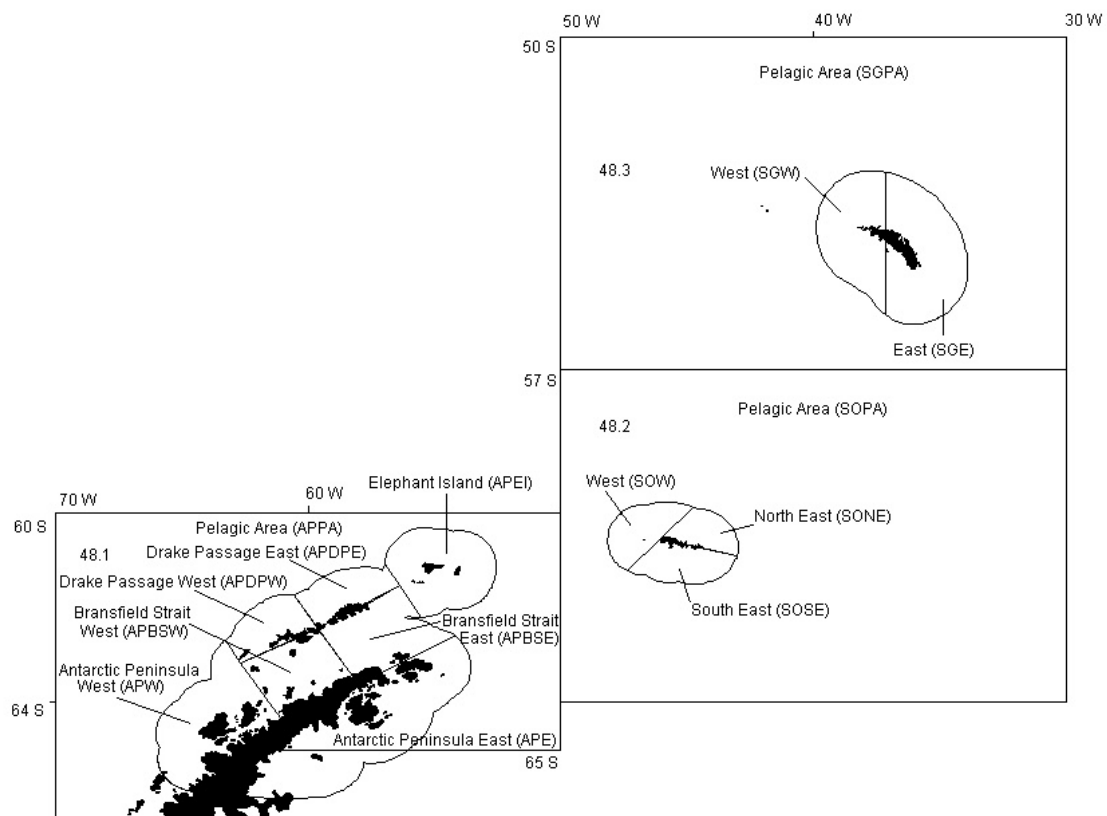 50 W
40 W
30 W
50 S
Pelagic Area (SGPA)
48.3
West (SGW)
East (SGE)
57 S
Pelagic Area (SOPA)
48.2
West (SOW)
North East (SONE)
South East (SOSE)
Elephant Island (APEI)
70 W
60 W
60 S
Pelagic Area (APPA)
48.1
Drake Passage East (APDPE)
Drake Passage West (APDPW)
Bransfield Strait
West (APBSW)
Bransfield Strait
East (APBSE)
Antarctic Peninsula
West (APW)
64 S
Antarctic Peninsula East (APE)
65 S